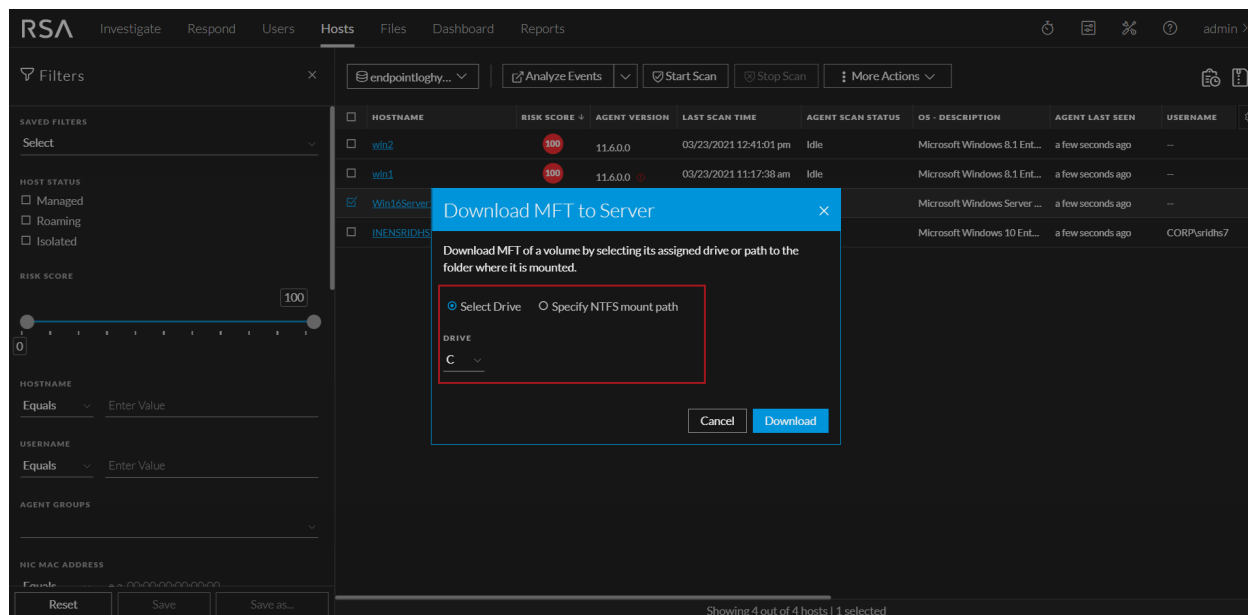 RSA Investigate Respond Users Hosts Files Dashboard Reports admin
Filters
SAVED FILTERS
Select
HOST STATUS
Managed
Roaming
Isolated
RISK SCORE
100
0
HOSTNAME
Equals Enter Value
USERNAME
Equals Enter Value
AGENT GROUPS
NIC MAC ADDRESS
Equals e.g. 00:00:00:00:00:00
Reset Save Save as...
endpointloghy... Analyze Events Start Scan Stop Scan More Actions
HOSTNAME RISK SCORE AGENT VERSION LAST SCAN TIME AGENT SCAN STATUS OS - DESCRIPTION AGENT LAST SEEN USERNAME
win2 100 11.6.0.0 03/23/2021 12:41:01 pm Idle Microsoft Windows 8.1 Ent... a few seconds ago --
win1 100 11.6.0.0 03/23/2021 11:17:38 am Idle Microsoft Windows 8.1 Ent... a few seconds ago --
Win16Server Microsoft Windows Server ... a few seconds ago --
INENSRIDHS Microsoft Windows 10 Ent... a few seconds ago CORP\sridhs7
Download MFT to Server
Download MFT of a volume by selecting its assigned drive or path to the
folder where it is mounted.
Select Drive Specify NTFS mount path
DRIVE
C
Cancel Download
Showing 4 out of 4 hosts | 1 selected